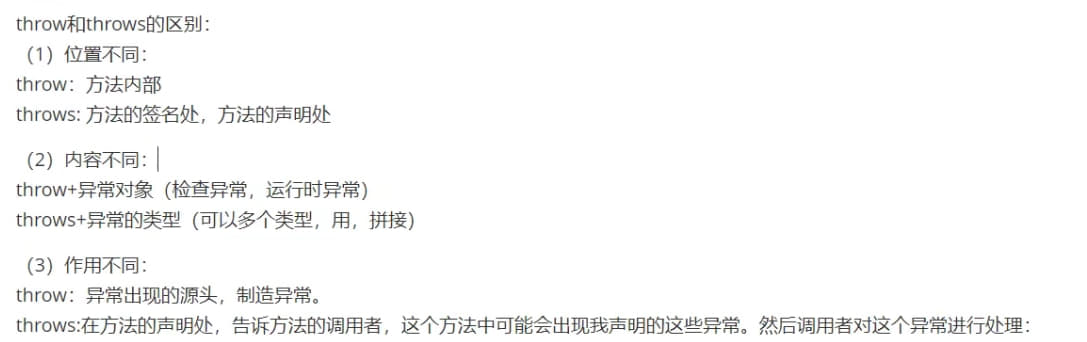 throw和throws的区别：
（1）位置不同：
throw：方法内部
throws: 方法的签名处，方法的声明处
（2）内容不同：
throw+异常对象（检查异常，运行时异常）
throws+异常的类型（可以多个类型，用，拼接）
（3）作用不同：
throw：异常出现的源头，制造异常。
throws:在方法的声明处，告诉方法的调用者，这个方法中可能会出现我声明的这些异常。然后调用者对这个异常进行处理：